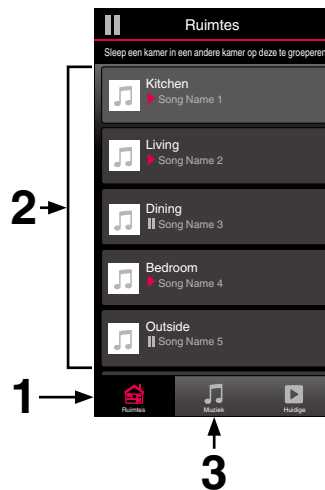 Ruimtes
Sleep een kamer in een andere kamer op deze te groeperen
Kitchen
Song Name 1
Living
Song Name 2
2
Dining
Song Name 3
Bedroom
Song Name 4
Outside
Song Name 5
1
Ruimtes
Muziek
Huidige
3